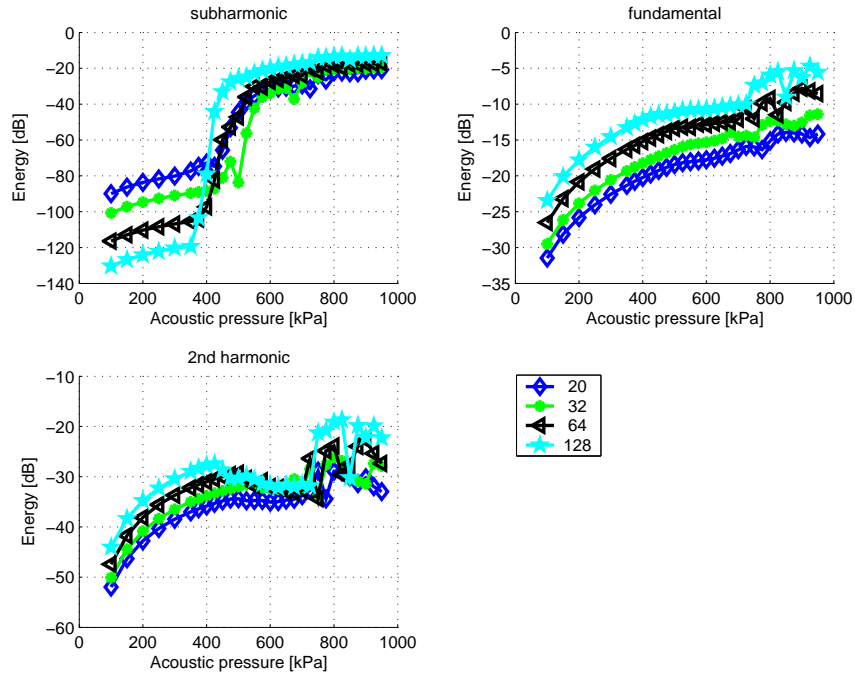 subharmonic
0
−20
−40
−60
−80
−100
−120
−140
Energy [dB]
0 200 400 600 800 1000
Acoustic pressure [kPa]
fundamental
0
−5
−10
−15
−20
−25
−30
−35
Energy [dB]
0 200 400 600 800 1000
Acoustic pressure [kPa]
2nd harmonic
−10
−20
−30
−40
−50
−60
Energy [dB]
0 200 400 600 800 1000
Acoustic pressure [kPa]
20
32
64
128